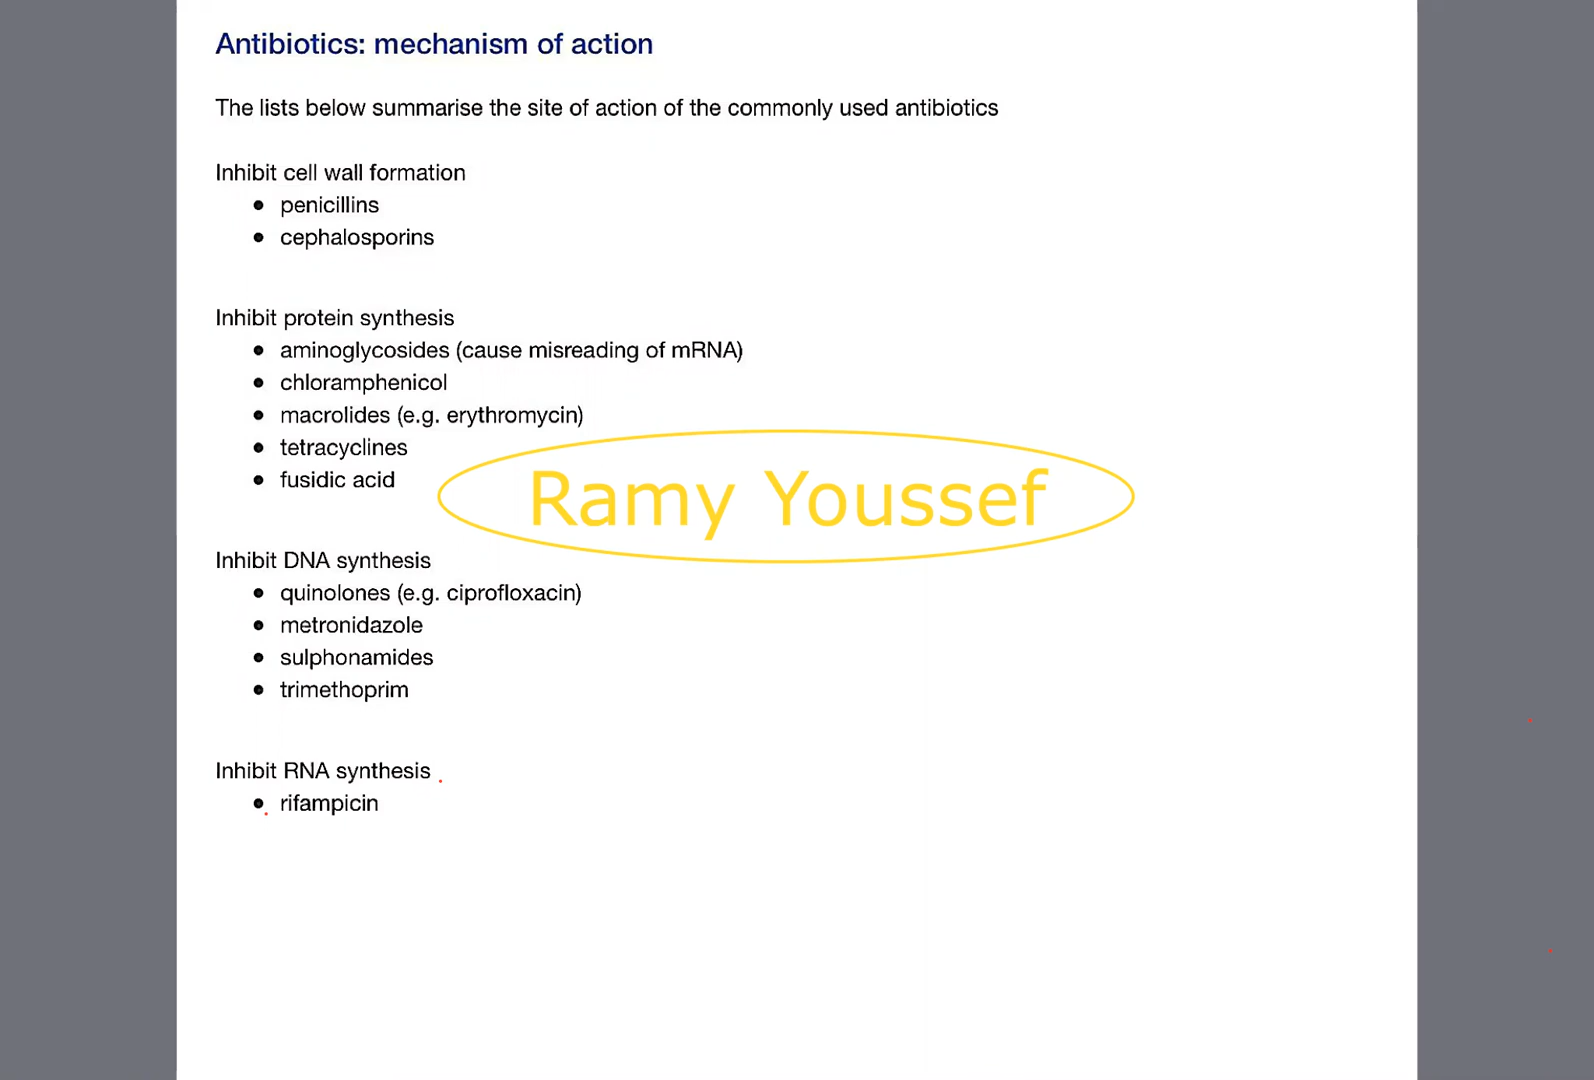 Antibiotics: mechanism of action
The lists below summarise the site of action of the commonly used antibiotics
Inhibit cell wall formation
• penicillins
• cephalosporins
Inhibit protein synthesis
• aminoglycosides (cause misreading of mRNA)
• chloramphenicol
• macrolides (e.g. erythromycin)
• tetracyclines
• fusidic acid
Ramy Youssef
Inhibit DNA synthesis
• quinolones (e.g. ciprofloxacin)
• metronidazole
• sulphonamides
• trimethoprim
Inhibit RNA synthesis
• rifampicin